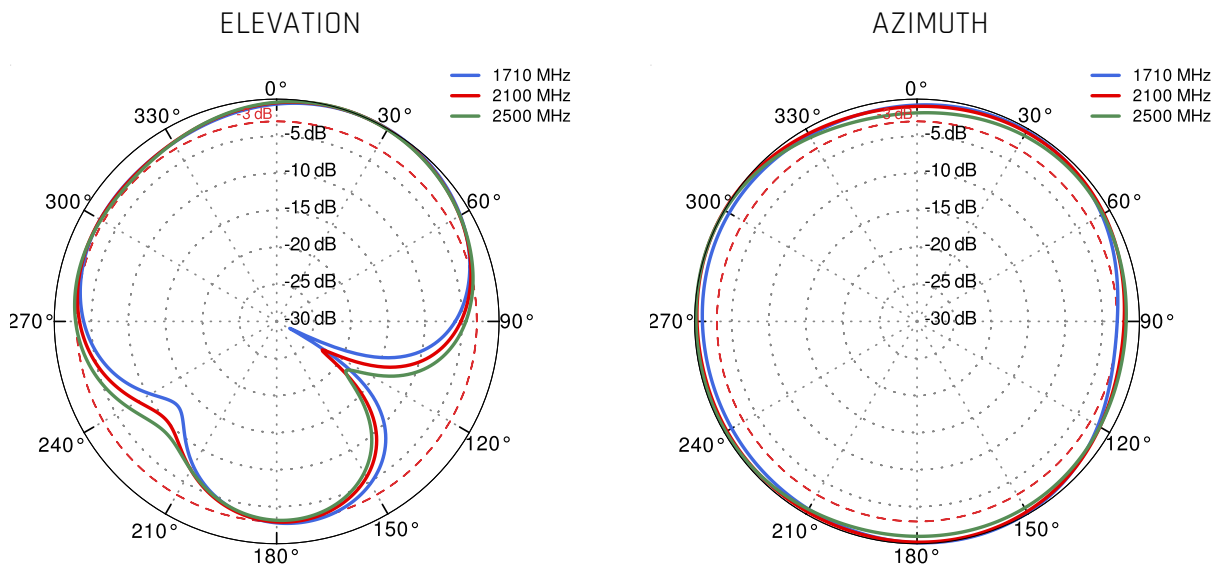 ELEVATION
1710 MHz
2100 MHz
2500 MHz
0°
330°
30°
-3 dB
-5 dB
-10 dB
300°
60°
-15 dB
-20 dB
-25 dB
270°
-30 dB
90°
240°
120°
210°
150°
180°
AZIMUTH
1710 MHz
2100 MHz
2500 MHz
0°
330°
30°
-3 dB
-5 dB
-10 dB
300°
60°
-15 dB
-20 dB
-25 dB
270°
-30 dB
90°
240°
120°
210°
150°
180°